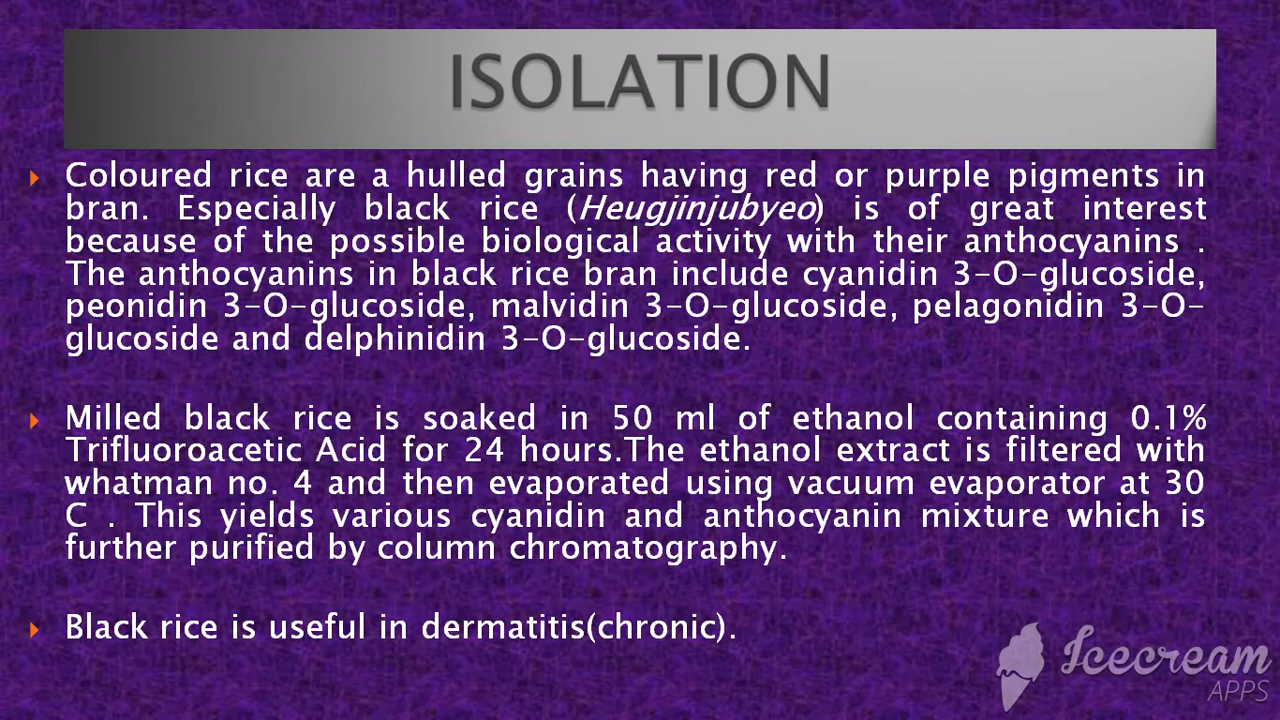 ISOLATION
Coloured rice are a hulled grains having red or purple pigments in
bran. Especially black rice (Heugjinjubyeo) is of great interest
because of the possible biological activity with their anthocyanins .
The anthocyanins in black rice bran include cyanidin 3-O-glucoside,
peonidin 3-O-glucoside, malvidin 3-O-glucoside, pelagonidin 3-O-
glucoside and delphinidin 3-O-glucoside.
Milled black rice is soaked in 50 ml of ethanol containing 0.1%
Trifluoroacetic Acid for 24 hours.The ethanol extract is filtered with
whatman no. 4 and then evaporated using vacuum evaporator at 30
C . This yields various cyanidin and anthocyanin mixture which is
further purified by column chromatography.
Black rice is useful in dermatitis(chronic).
Icecream
APPS